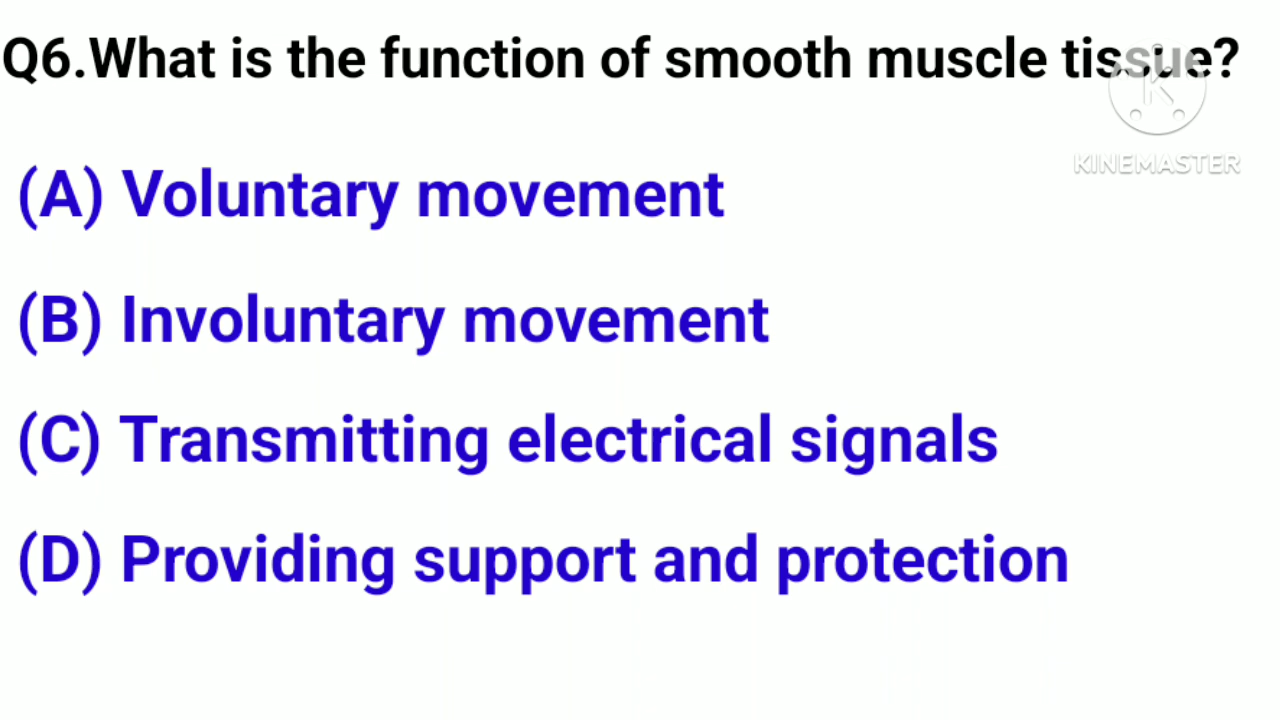 Q6.What is the function of smooth muscle tissue?
KINEMASTER
(A) Voluntary movement
(B) Involuntary movement
(C) Transmitting electrical signals
(D) Providing support and protection